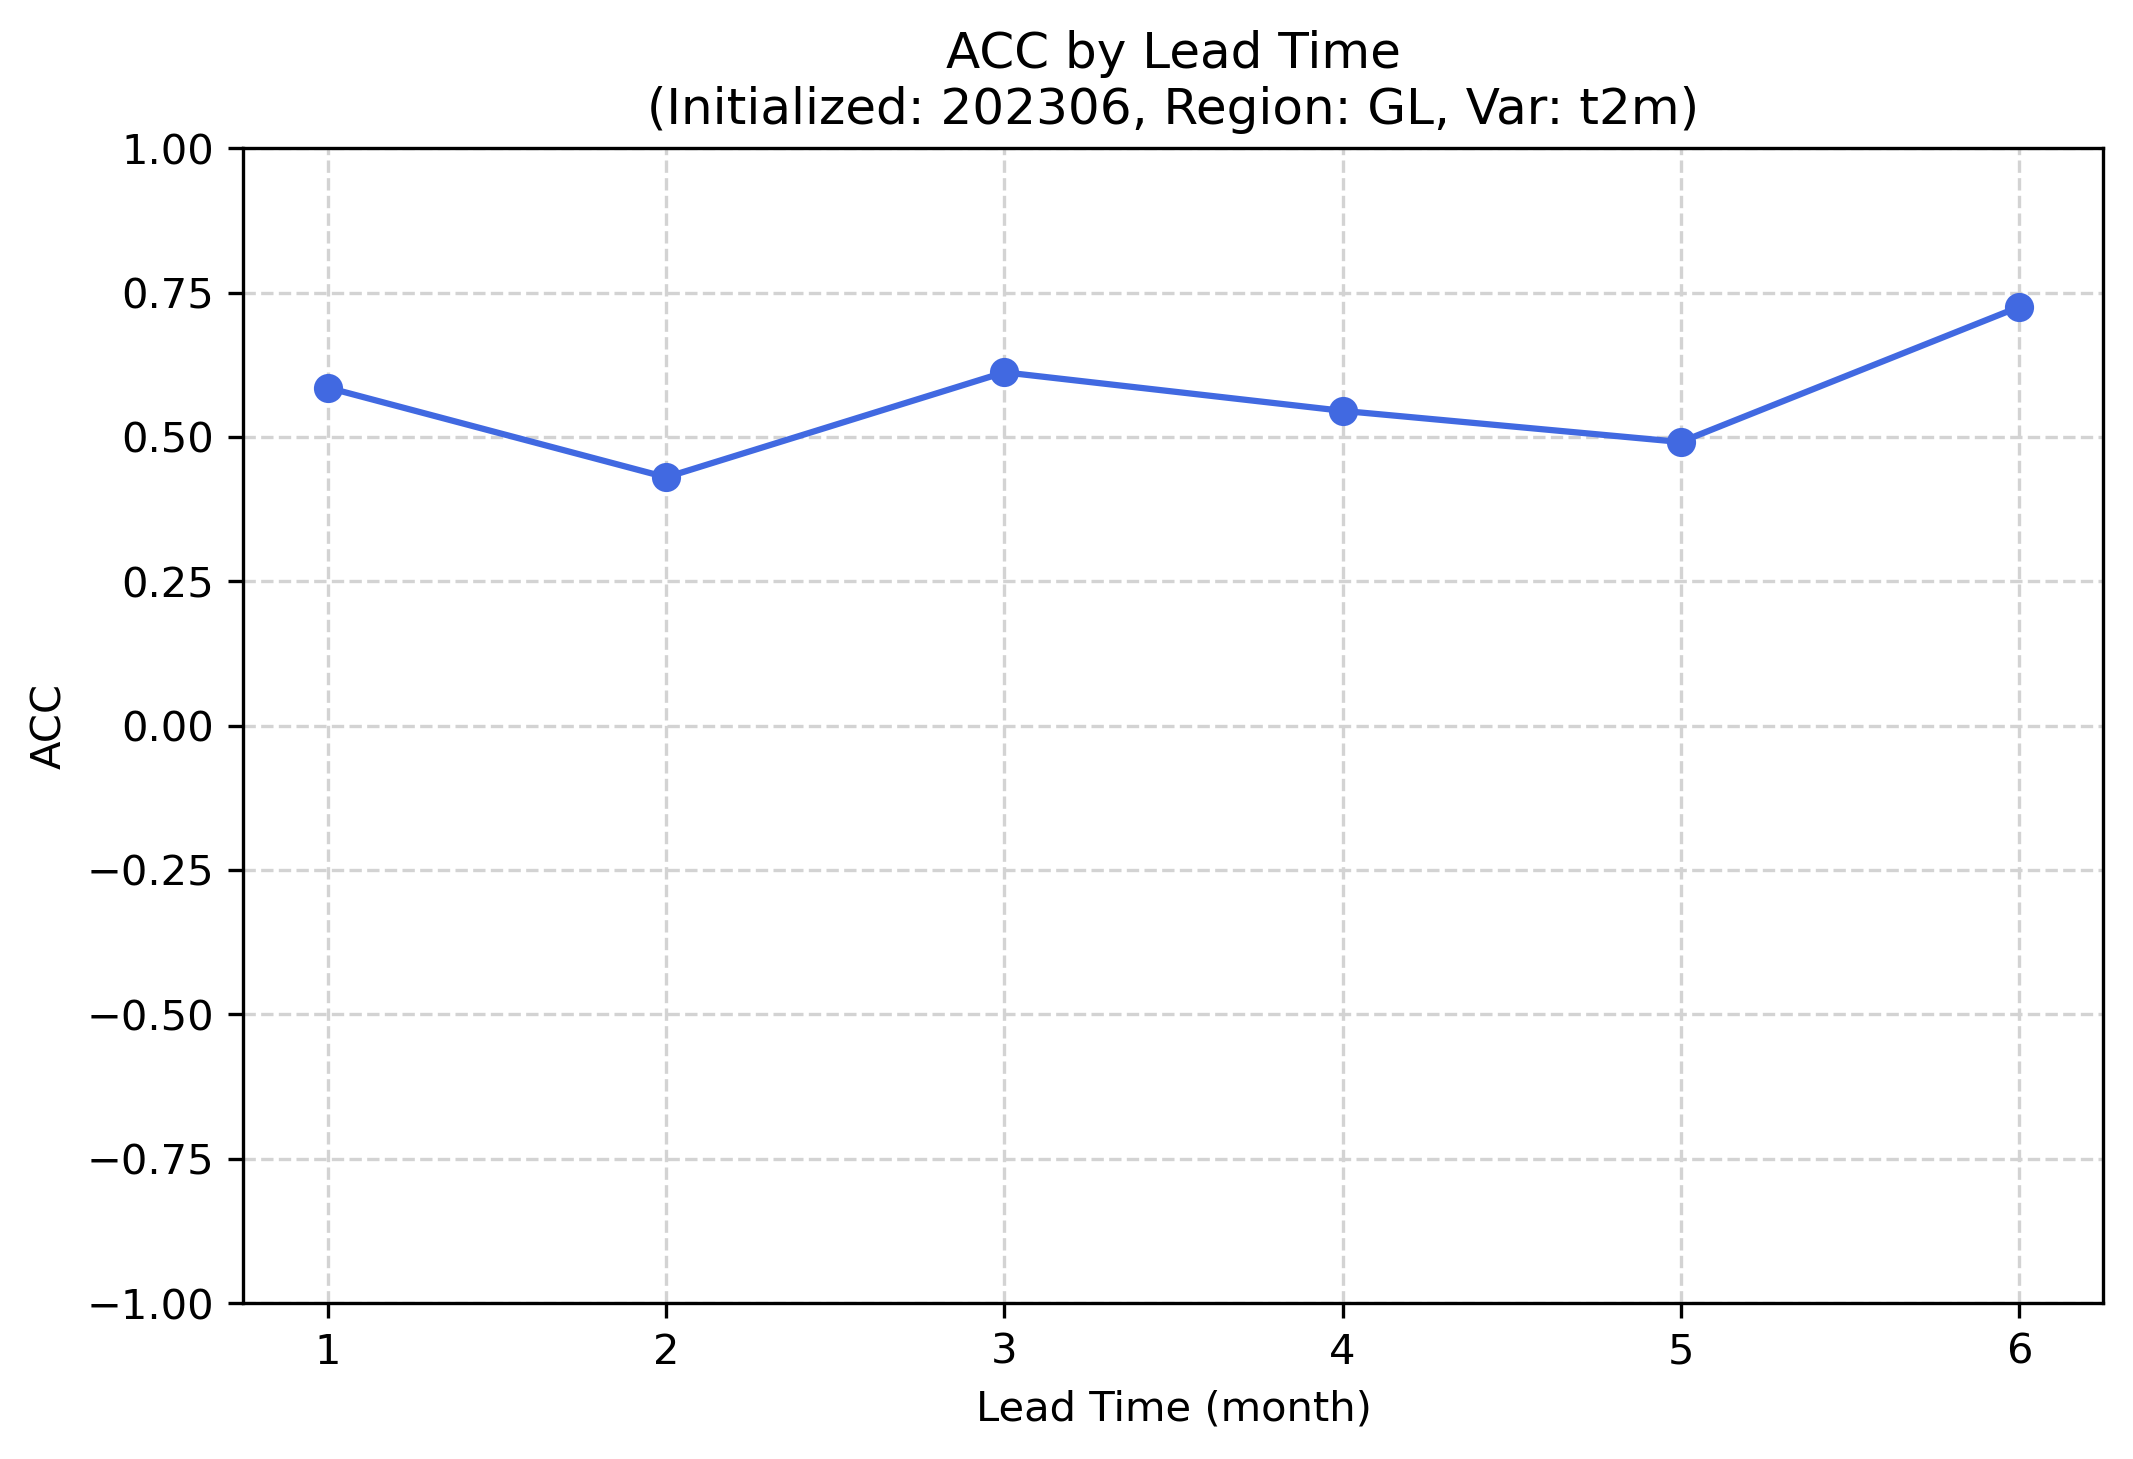 ACC by Lead Time
(Initialized: 202306, Region: GL, Var: t2m)
1.00
0.75
0.50
0.25
0.00
−0.25
−0.50
−0.75
−1.00
ACC
1 2 3 4 5 6
Lead Time (month)